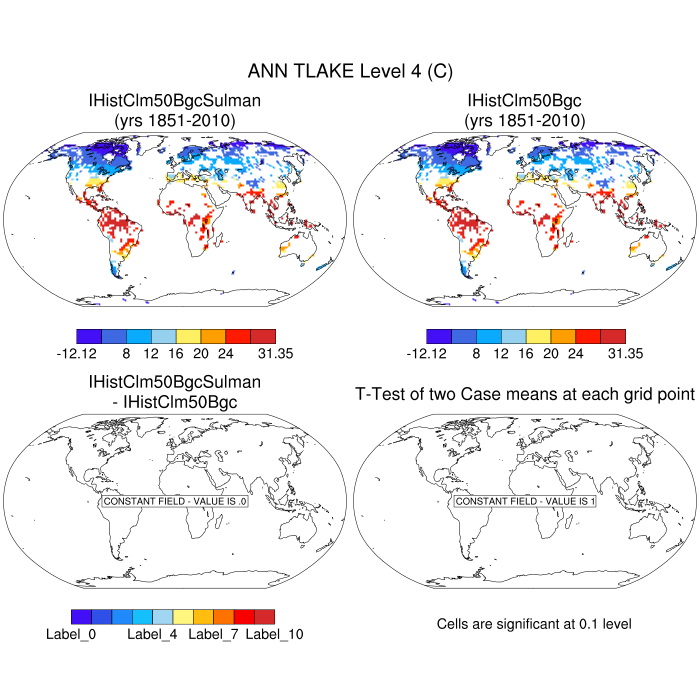 ANN TLAKE Level 4 (C)
IHistClm50BgcSulman
(yrs 1851-2010)
IHistClm50Bgc
(yrs 1851-2010)
-12.12 8 12 16 20 24 31.35
-12.12 8 12 16 20 24 31.35
IHistClm50BgcSulman
- IHistClm50Bgc
T-Test of two Case means at each grid point
CONSTANT FIELD - VALUE IS .0
CONSTANT FIELD - VALUE IS 1
Label_0 Label_4 Label_7 Label_10
Cells are significant at 0.1 level